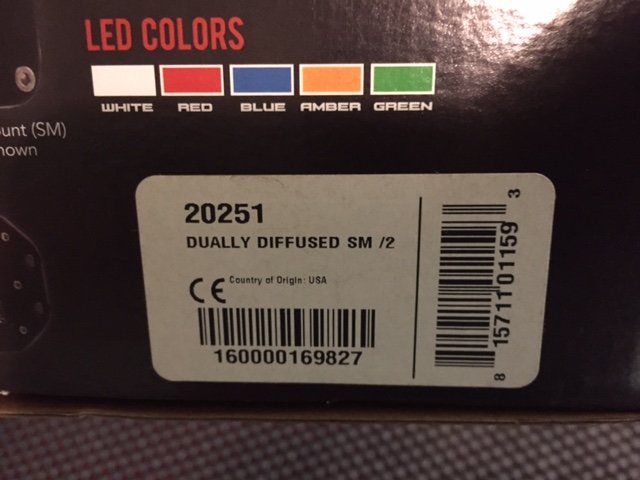 LED COLORS
WHITE RED BLUE AMBER GREEN
unt (SM)
nown
20251
DUALLY DIFFUSED SM /2
CE Country of Origin: USA
160000169827
8 15711 01159 3